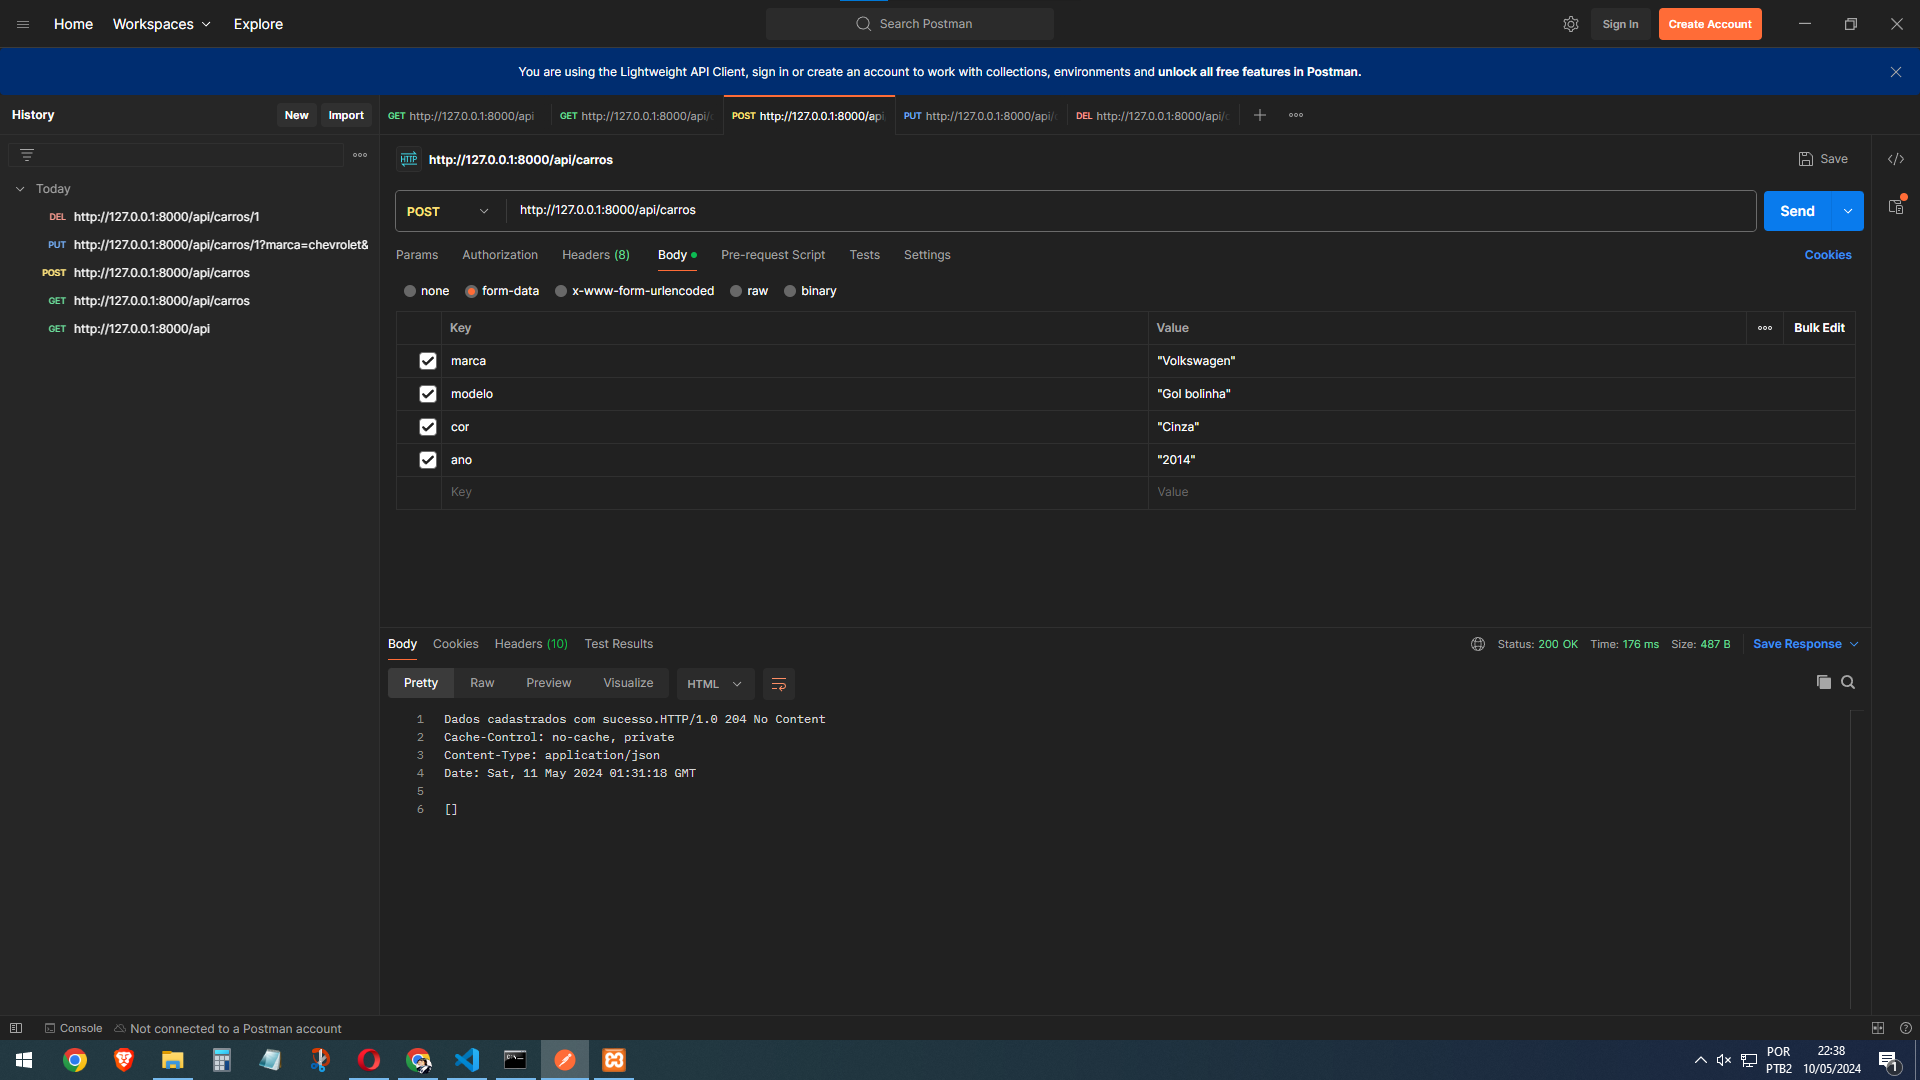 Home Workspaces Explore Search Postman Sign In Create Account
You are using the Lightweight API Client, sign in or create an account to work with collections, environments and unlock all free features in Postman.
History New Import
GET http://127.0.0.1:8000/api GET http://127.0.0.1:8000/api/ POST http://127.0.0.1:8000/api PUT http://127.0.0.1:8000/api/ DEL http://127.0.0.1:8000/api/
Today
DEL http://127.0.0.1:8000/api/carros/1
PUT http://127.0.0.1:8000/api/carros/1?marca=chevrolet&
POST http://127.0.0.1:8000/api/carros
GET http://127.0.0.1:8000/api/carros
GET http://127.0.0.1:8000/api
HTTP http://127.0.0.1:8000/api/carros Save
POST http://127.0.0.1:8000/api/carros Send
Params Authorization Headers (8) Body Pre-request Script Tests Settings Cookies
none form-data x-www-form-urlencoded raw binary
Key Value Bulk Edit
marca "Volkswagen"
modelo "Gol bolinha"
cor "Cinza"
ano "2014"
Key Value
Body Cookies Headers (10) Test Results Status: 200 OK Time: 176 ms Size: 487 B Save Response
Pretty Raw Preview Visualize HTML
1 Dados cadastrados com sucesso.HTTP/1.0 204 No Content
2 Cache-Control: no-cache, private
3 Content-Type: application/json
4 Date: Sat, 11 May 2024 01:31:18 GMT
5
6 []
Console Not connected to a Postman account
POR 22:38
PTB2 10/05/2024 1